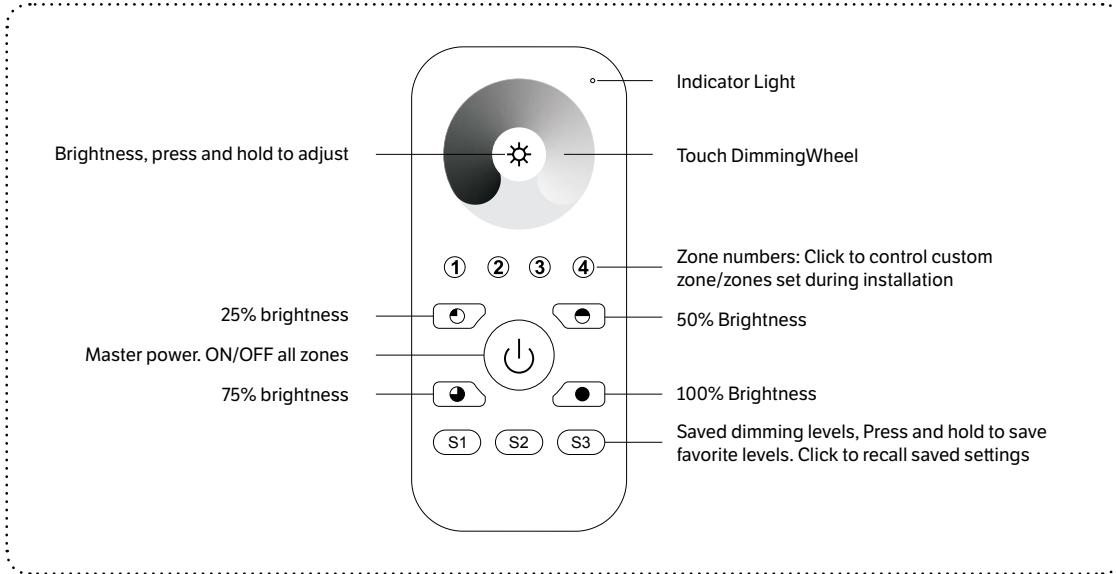 Indicator Light
Brightness, press and hold to adjust
Touch DimmingWheel
1 2 3 4
Zone numbers: Click to control custom
zone/zones set during installation
25% brightness
50% Brightness
Master power. ON/OFF all zones
75% brightness
100% Brightness
S1 S2 S3
Saved dimming levels, Press and hold to save
favorite levels. Click to recall saved settings